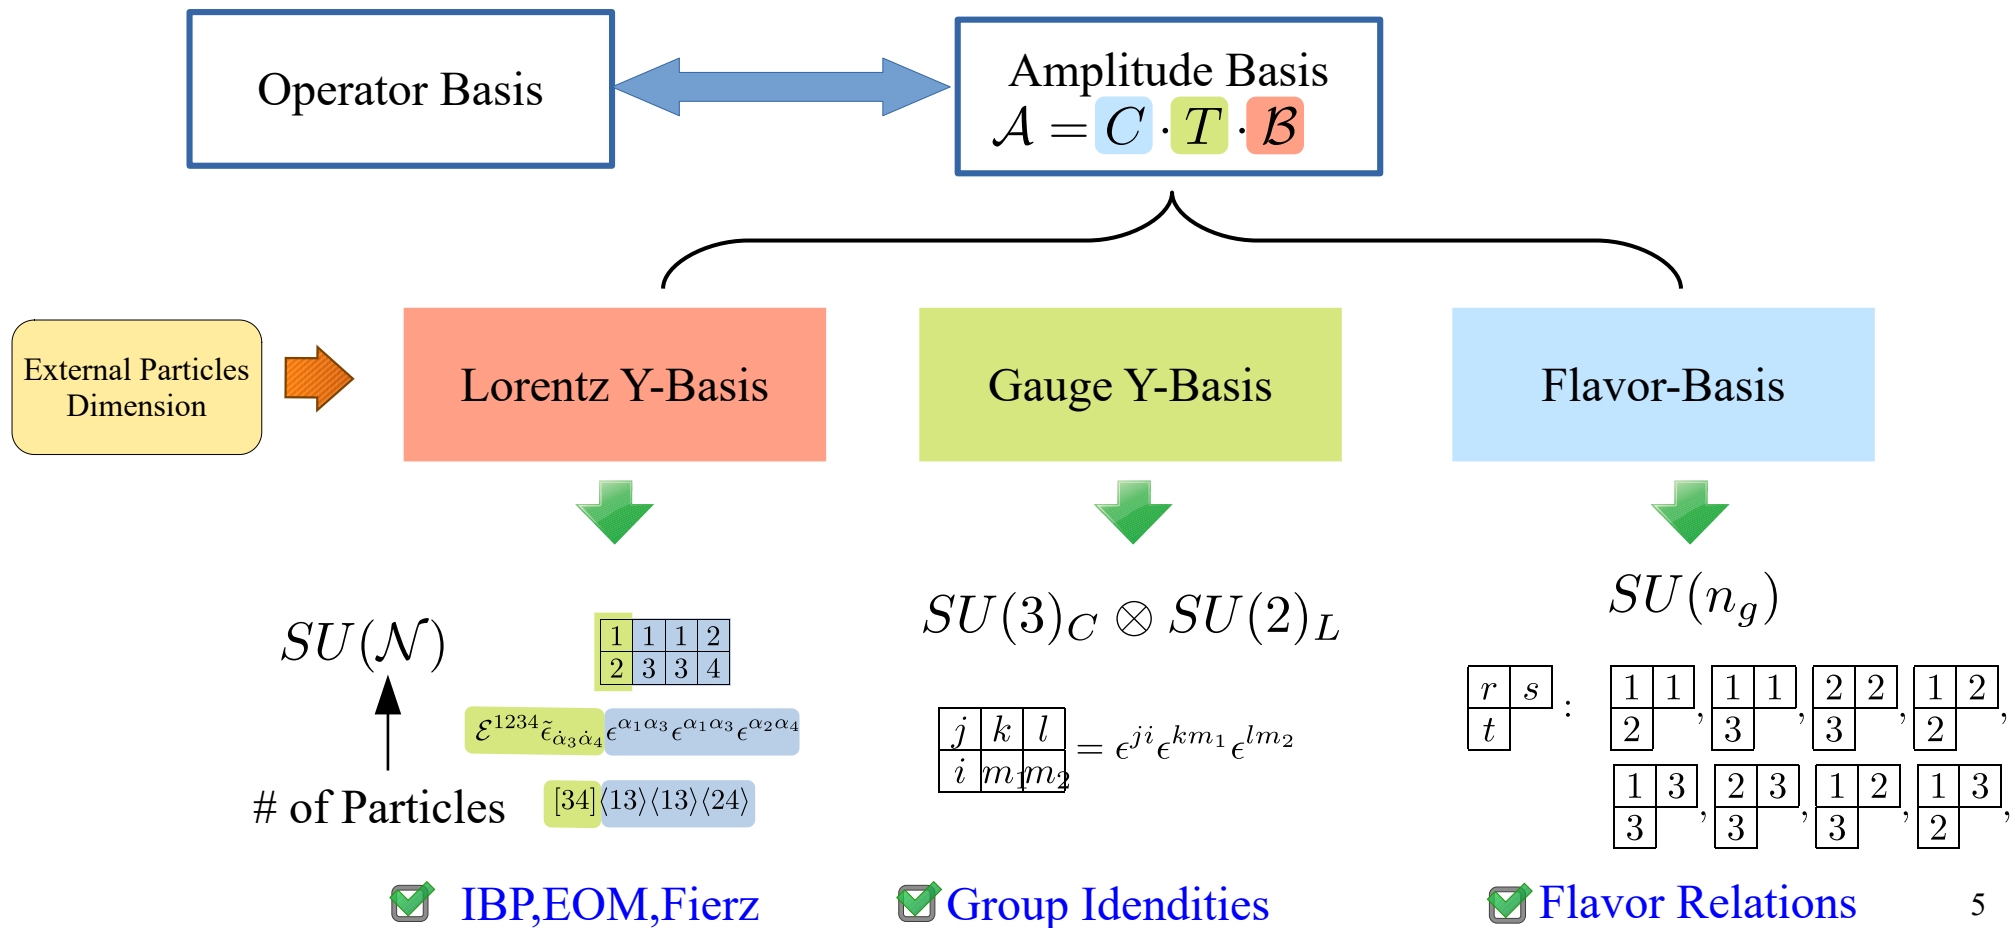 Operator Basis
Amplitude Basis
𝒜 = C · T · ℬ
External Particles
Dimension
Lorentz Y-Basis
Gauge Y-Basis
Flavor-Basis
SU(𝒩)
# of Particles
1 1 1 2
2 3 3 4
ℰ^{1234} ϵ̃_{α̇₃α̇₄} ϵ^{α₁α₃} ϵ^{α₁α₃} ϵ^{α₂α₄}
[34]⟨13⟩⟨13⟩⟨24⟩
SU(3)_C ⊗ SU(2)_L
j k l
i m₁ m₂
= ϵ^{ji} ϵ^{km₁} ϵ^{lm₂}
SU(n_g)
r s : 1 1 , 1 1 , 2 2 , 1 2 ,
t 2 3 3 2
1 3 , 2 3 , 1 2 , 1 3 ,
3 3 3 2
IBP,EOM,Fierz
Group Idendities
Flavor Relations
5